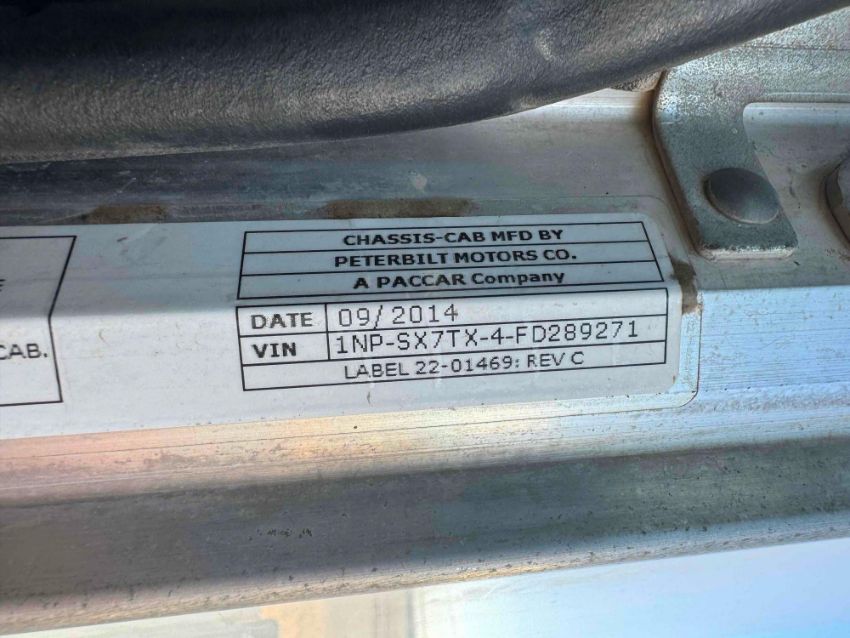 CAB.
CHASSIS-CAB MFD BY
PETERBILT MOTORS CO.
A PACCAR Company
DATE 09/2014
VIN 1NP-SX7TX-4-FD289271
LABEL 22-01469: REV C